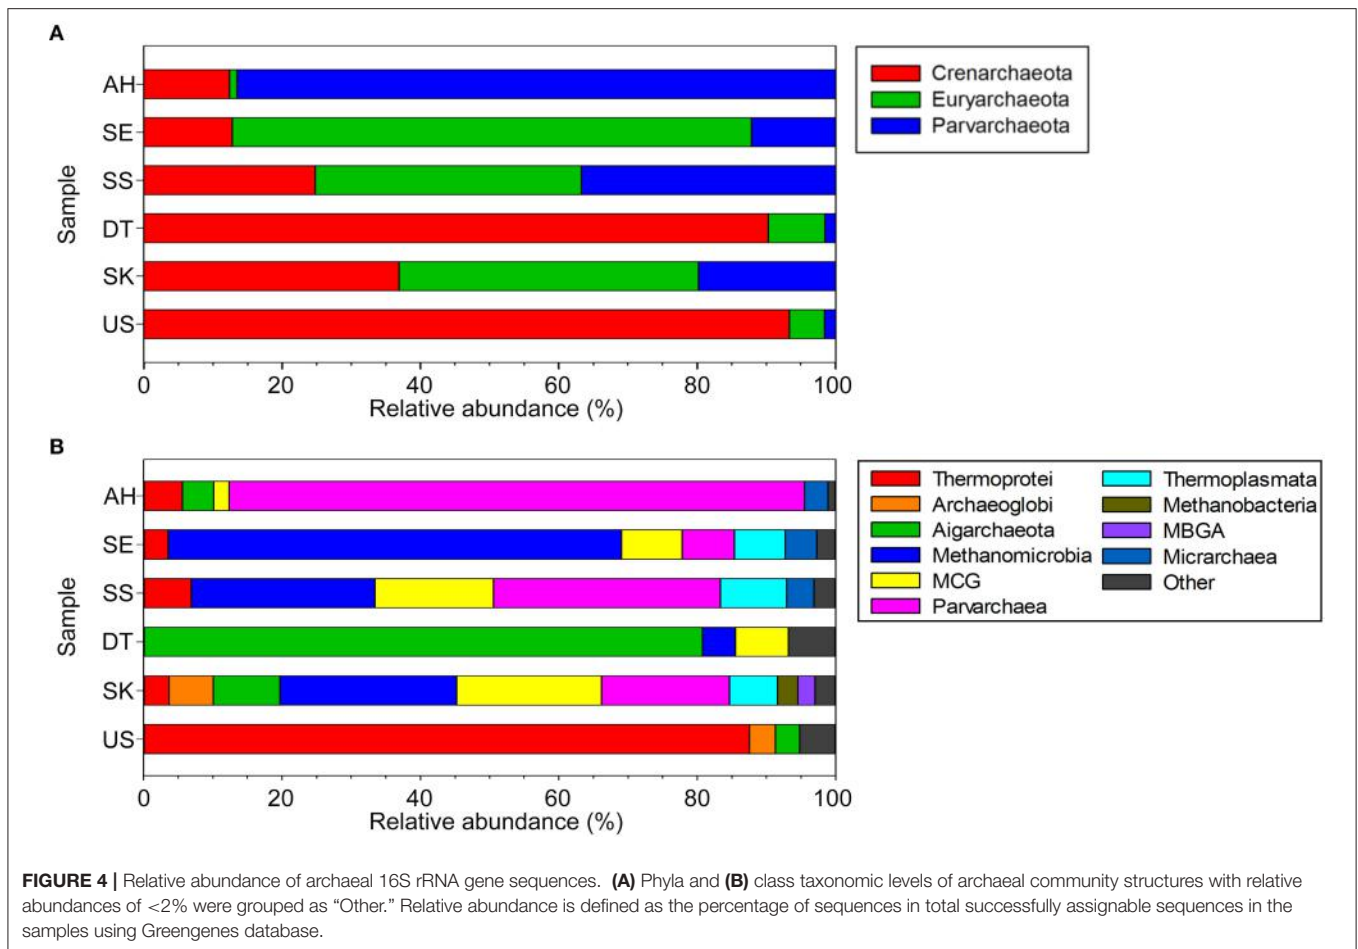 A
AH
SE
SS
DT
SK
US
Sample
0 20 40 60 80 100
Relative abundance (%)
Crenarchaeota
Euryarchaeota
Parvarchaeota
B
AH
SE
SS
DT
SK
US
Sample
0 20 40 60 80 100
Relative abundance (%)
Thermoprotei
Archaeoglobi
Aigarchaeota
Methanomicrobia
MCG
Parvarchaea
Thermoplasmata
Methanobacteria
MBGA
Micrarchaea
Other
FIGURE 4 | Relative abundance of archaeal 16S rRNA gene sequences. (A) Phyla and (B) class taxonomic levels of archaeal community structures with relative
abundances of <2% were grouped as “Other.” Relative abundance is defined as the percentage of sequences in total successfully assignable sequences in the
samples using Greengenes database.